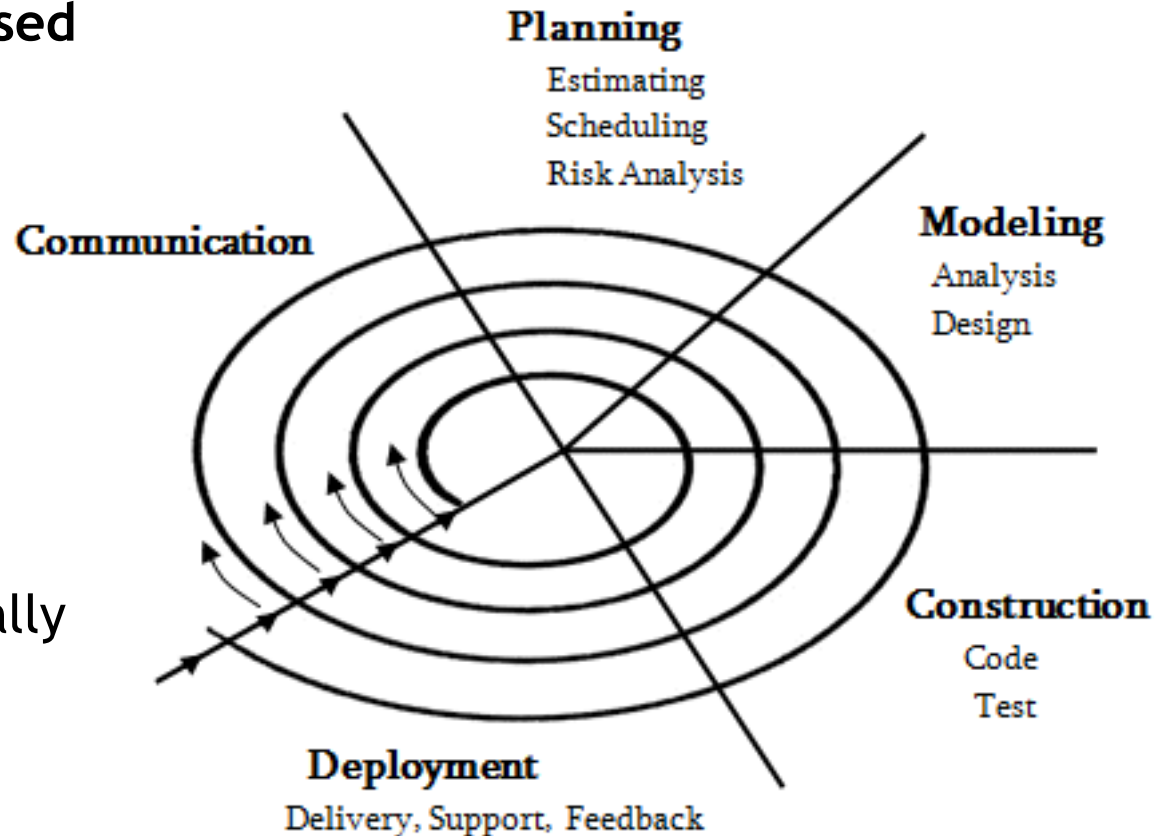 sed
Planning
Estimating
Scheduling
Risk Analysis
Communication
Modeling
Analysis
Design
ally
Construction
Code
Test
Deployment
Delivery, Support, Feedback